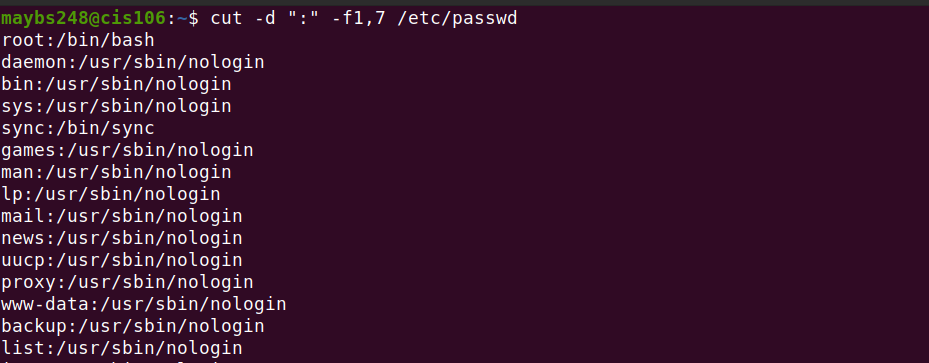 maybs248@cis106:~$ cut -d ":" -f1,7 /etc/passwd
root:/bin/bash
daemon:/usr/sbin/nologin
bin:/usr/sbin/nologin
sys:/usr/sbin/nologin
sync:/bin/sync
games:/usr/sbin/nologin
man:/usr/sbin/nologin
lp:/usr/sbin/nologin
mail:/usr/sbin/nologin
news:/usr/sbin/nologin
uucp:/usr/sbin/nologin
proxy:/usr/sbin/nologin
www-data:/usr/sbin/nologin
backup:/usr/sbin/nologin
list:/usr/sbin/nologin